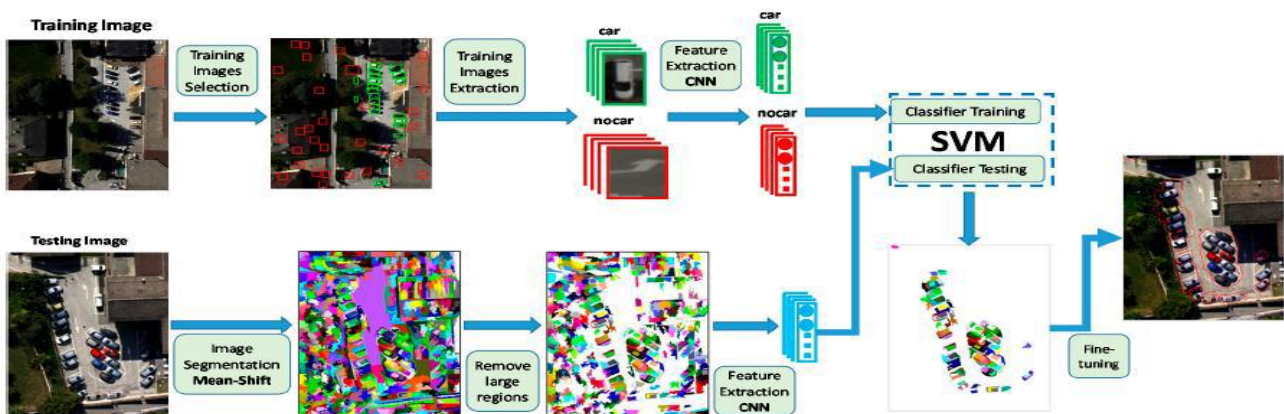 Training Image
Training
Images
Selection
Training
Images
Extraction
car
nocar
Feature
Extraction
CNN
car
nocar
Classifier Training
SVM
Classifier Testing
Testing Image
Image
Segmentation
Mean-Shift
Remove
large
regions
Feature
Extraction
CNN
Fine-
tuning